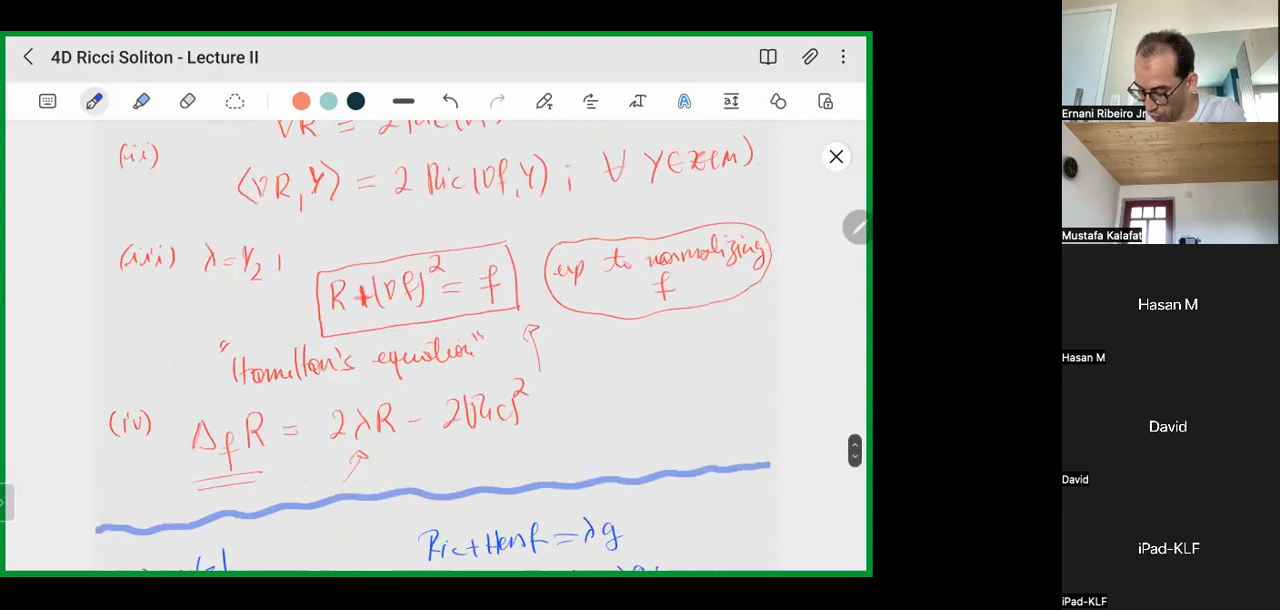 4D Ricci Soliton - Lecture II
(ii)
⟨∇R, Y⟩ = 2 Ric(∇f, Y) ; ∀ Y∈𝔛(M)
(iii) λ = 1/2 , R + |∇f|² = f up to normalizing f
"Hamilton's equation"
(iv) Δ_f R = 2λR − 2|Ric|²
Ric + Hess f = λg
Ernani Ribeiro Jr
Mustafa Kalafat
Hasan M
Hasan M
David
David
iPad-KLF
iPad-KLF